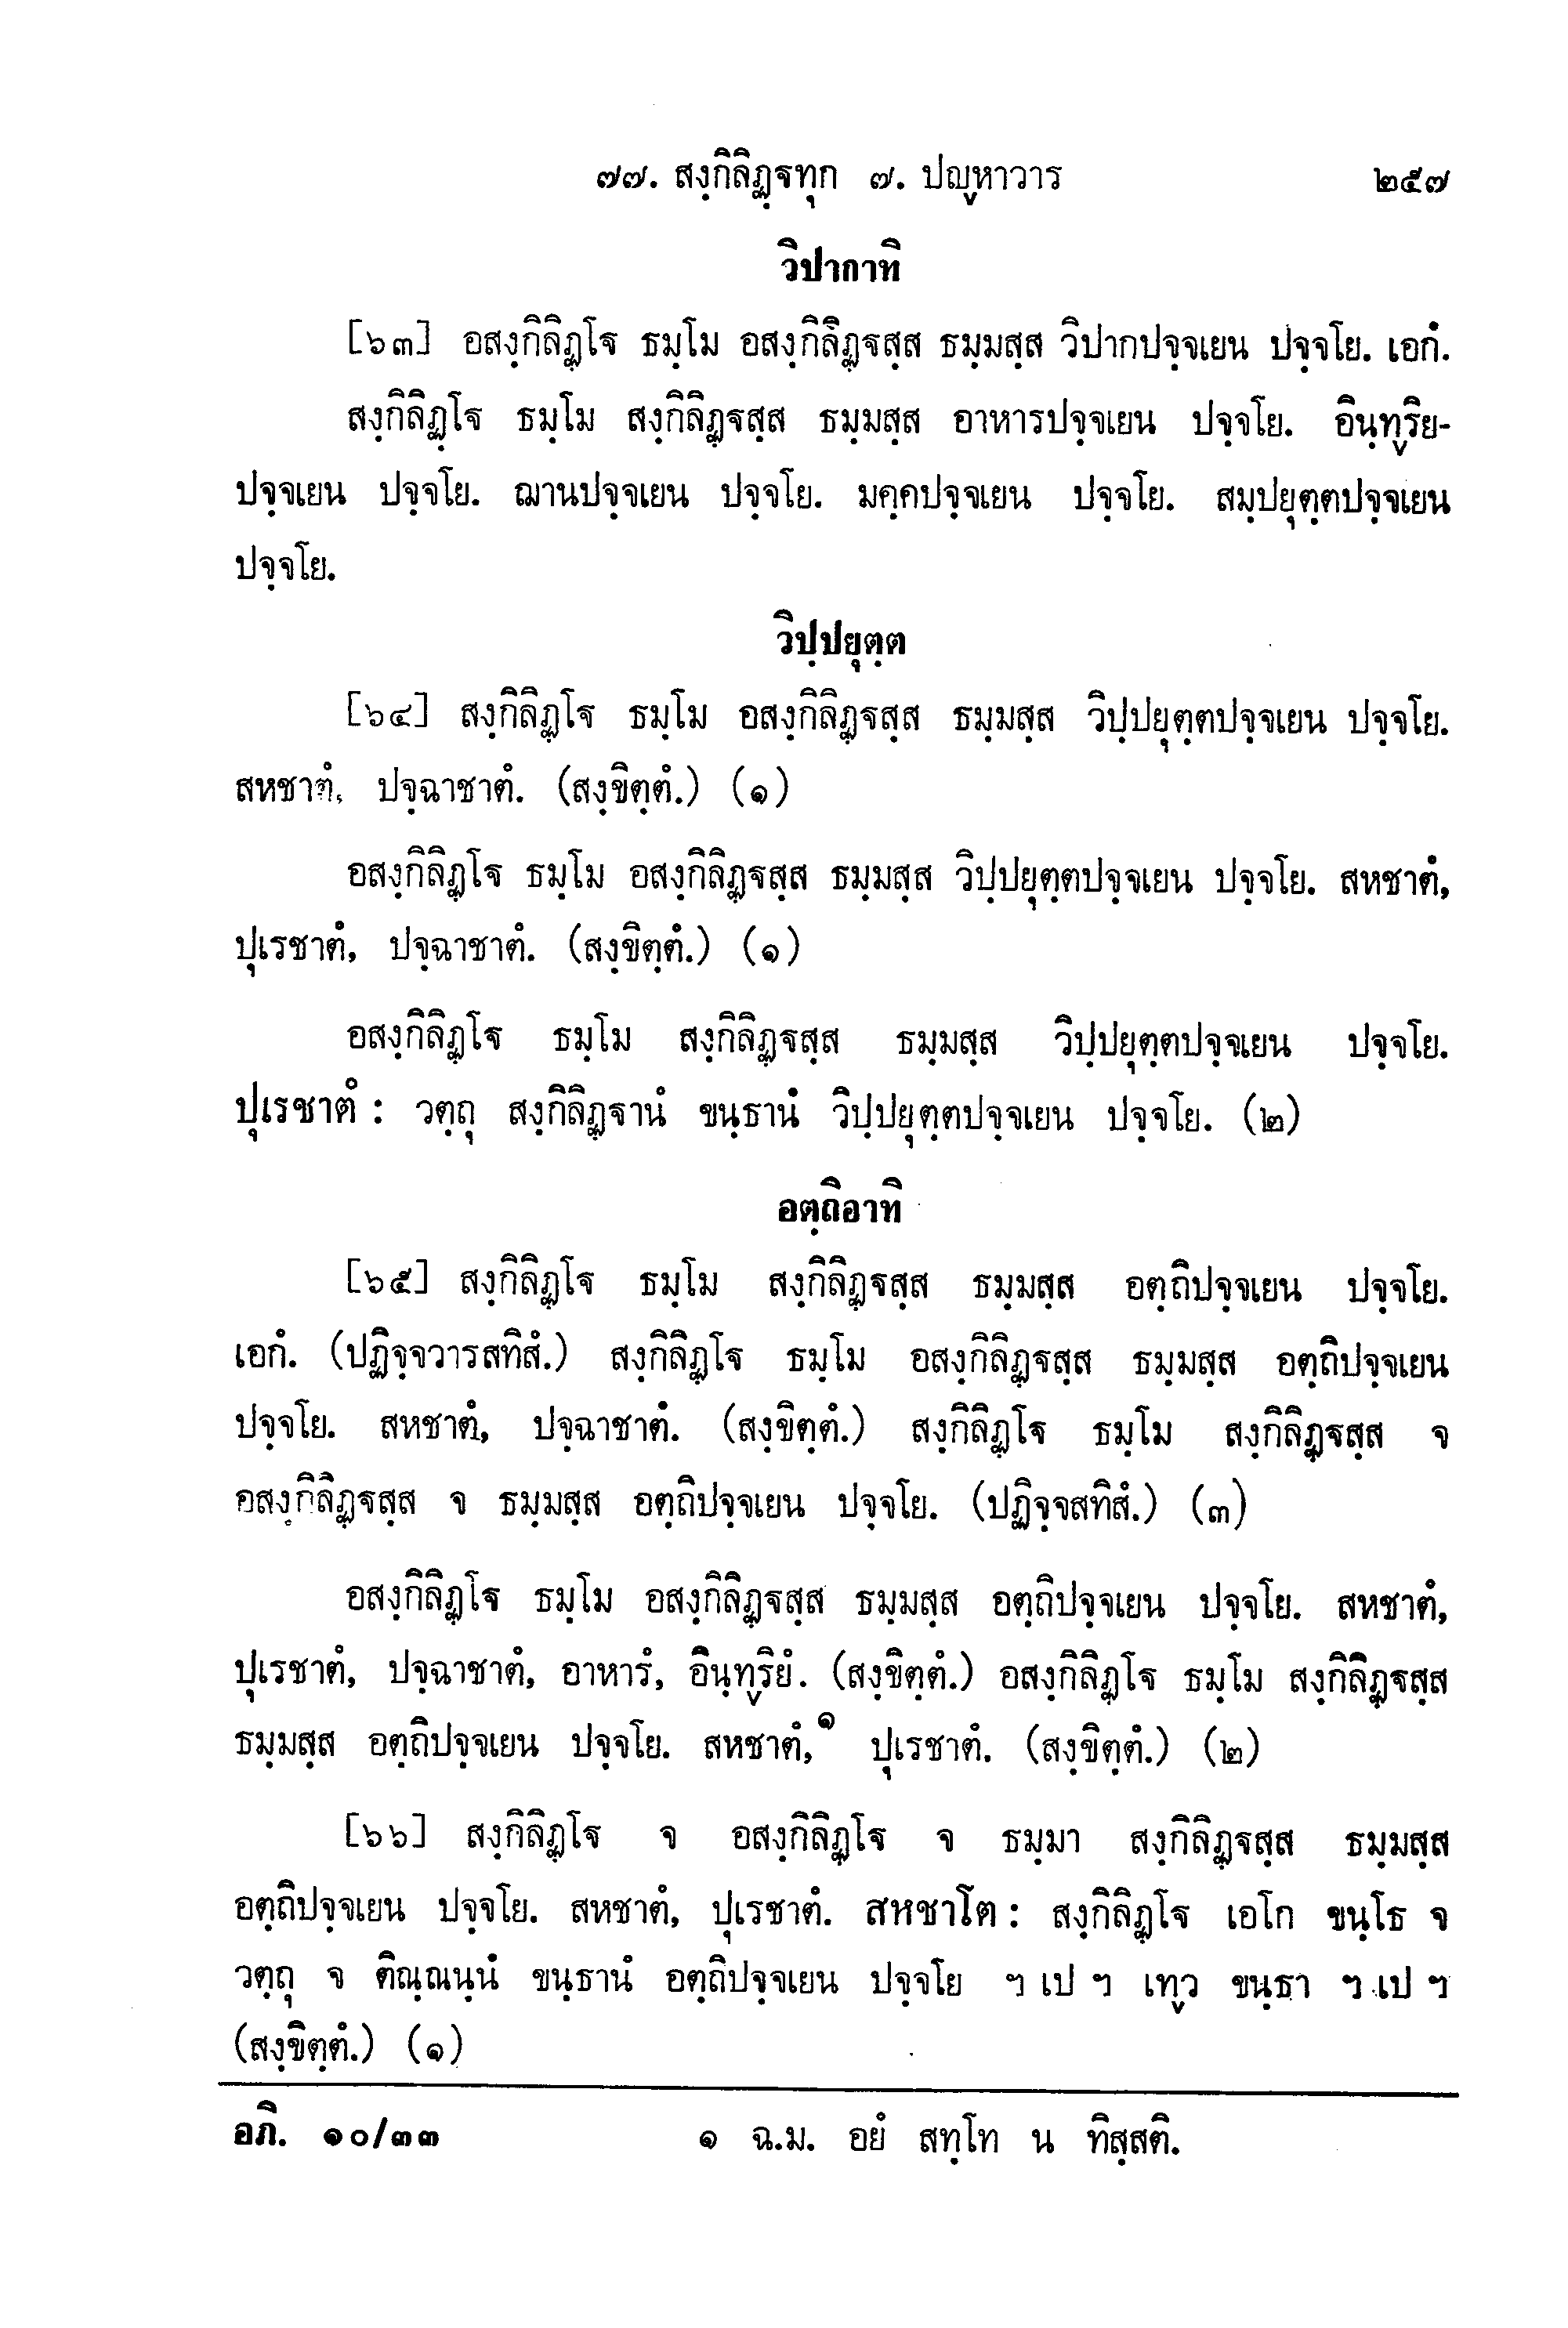 ๗๗. สงฺกิลิฏฺฐทุก ๗. ปญฺหาวาร ๒๕๗
วิปากาทิ
[๖๓] อสงฺกิลิฏฺโฐ ธมฺโม อสงฺกิลิฏฺฐสฺส ธมฺมสฺส วิปากปจฺจเยน ปจฺจโย. เอกํ.
สงฺกิลิฏฺโฐ ธมฺโม สงฺกิลิฏฺฐสฺส ธมฺมสฺส อาหารปจฺจเยน ปจฺจโย. อินฺทฺริย-
ปจฺจเยน ปจฺจโย. ฌานปจฺจเยน ปจฺจโย. มคฺคปจฺจเยน ปจฺจโย. สมฺปยุตฺตปจฺจเยน
ปจฺจโย.
วิปฺปยุตฺต
[๖๔] สงฺกิลิฏฺโฐ ธมฺโม อสงฺกิลิฏฺฐสฺส ธมฺมสฺส วิปฺปยุตฺตปจฺจเยน ปจฺจโย.
สหชาตํ, ปจฺฉาชาตํ. (สงฺขิตฺตํ.) (๑)
อสงฺกิลิฏฺโฐ ธมฺโม อสงฺกิลิฏฺฐสฺส ธมฺมสฺส วิปฺปยุตฺตปจฺจเยน ปจฺจโย. สหชาตํ,
ปุเรชาตํ, ปจฺฉาชาตํ. (สงฺขิตฺตํ.) (๑)
อสงฺกิลิฏฺโฐ ธมฺโม สงฺกิลิฏฺฐสฺส ธมฺมสฺส วิปฺปยุตฺตปจฺจเยน ปจฺจโย.
ปุเรชาตํ : วตฺถุ สงฺกิลิฏฺฐานํ ขนฺธานํ วิปฺปยุตฺตปจฺจเยน ปจฺจโย. (๒)
อตฺถิอาทิ
[๖๕] สงฺกิลิฏฺโฐ ธมฺโม สงฺกิลิฏฺฐสฺส ธมฺมสฺส อตฺถิปจฺจเยน ปจฺจโย.
เอกํ. (ปฏิจฺจวารสทิสํ.) สงฺกิลิฏฺโฐ ธมฺโม อสงฺกิลิฏฺฐสฺส ธมฺมสฺส อตฺถิปจฺจเยน
ปจฺจโย. สหชาตํ, ปจฺฉาชาตํ. (สงฺขิตฺตํ.) สงฺกิลิฏฺโฐ ธมฺโม สงฺกิลิฏฺฐสฺส จ
อสงฺกิลิฏฺฐสฺส จ ธมฺมสฺส อตฺถิปจฺจเยน ปจฺจโย. (ปฏิจฺจสทิสํ.) (๓)
อสงฺกิลิฏฺโฐ ธมฺโม อสงฺกิลิฏฺฐสฺส ธมฺมสฺส อตฺถิปจฺจเยน ปจฺจโย. สหชาตํ,
ปุเรชาตํ, ปจฺฉาชาตํ, อาหารํ, อินฺทฺริยํ. (สงฺขิตฺตํ.) อสงฺกิลิฏฺโฐ ธมฺโม สงฺกิลิฏฺฐสฺส
ธมฺมสฺส อตฺถิปจฺจเยน ปจฺจโย. สหชาตํ,๑ ปุเรชาตํ. (สงฺขิตฺตํ.) (๒)
[๖๖] สงฺกิลิฏฺโฐ จ อสงฺกิลิฏฺโฐ จ ธมฺมา สงฺกิลิฏฺฐสฺส ธมฺมสฺส
อตฺถิปจฺจเยน ปจฺจโย. สหชาตํ, ปุเรชาตํ. สหชาโต : สงฺกิลิฏฺโฐ เอโก ขนฺโธ จ
วตฺถุ จ ติณฺณนฺนํ ขนฺธานํ อตฺถิปจฺจเยน ปจฺจโย ฯ เป ฯ เทฺว ขนฺธา ฯ เป ฯ
(สงฺขิตฺตํ.) (๑)
อภิ. ๑๐/๓๓ ๑ ฉ.ม. อยํ สทฺโท น ทิสฺสติ.